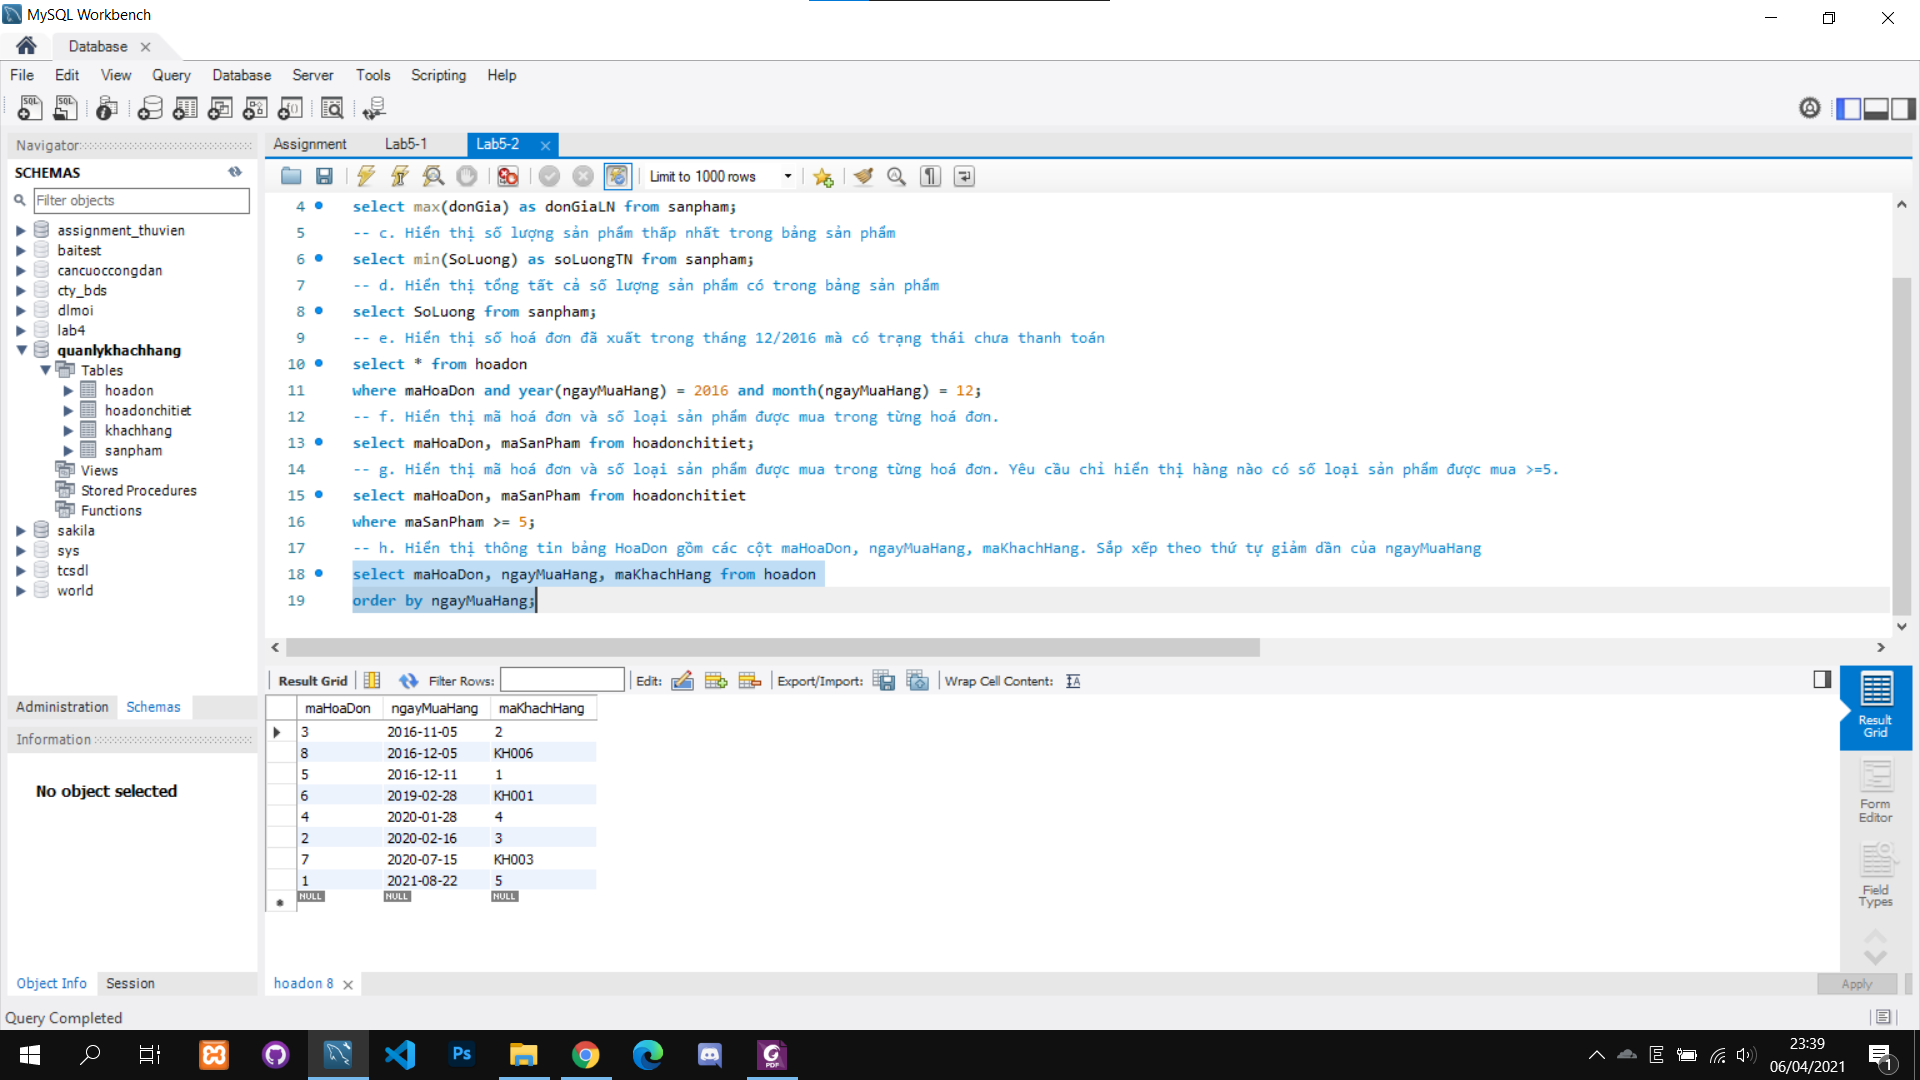 MySQL Workbench
Database
File Edit View Query Database Server Tools Scripting Help
Navigator
SCHEMAS
Filter objects
assignment_thuvien
baitest
cancuoccongdan
cty_bds
dlmoi
lab4
quanlykhachhang
Tables
hoadon
hoadonchitiet
khachhang
sanpham
Views
Stored Procedures
Functions
sakila
sys
tcsdl
world
Administration Schemas
Information
No object selected
Object Info Session
Assignment Lab5-1 Lab5-2
Limit to 1000 rows
4 select max(donGia) as donGiaLN from sanpham;
5 -- c. Hiển thị số lượng sản phẩm thấp nhất trong bảng sản phẩm
6 select min(SoLuong) as soLuongTN from sanpham;
7 -- d. Hiển thị tổng tất cả số lượng sản phẩm có trong bảng sản phẩm
8 select SoLuong from sanpham;
9 -- e. Hiển thị số hoá đơn đã xuất trong tháng 12/2016 mà có trạng thái chưa thanh toán
10 select * from hoadon
11 where maHoaDon and year(ngayMuaHang) = 2016 and month(ngayMuaHang) = 12;
12 -- f. Hiển thị mã hoá đơn và số loại sản phẩm được mua trong từng hoá đơn.
13 select maHoaDon, maSanPham from hoadonchitiet;
14 -- g. Hiển thị mã hoá đơn và số loại sản phẩm được mua trong từng hoá đơn. Yêu cầu chỉ hiển thị hàng nào có số loại sản phẩm được mua >=5.
15 select maHoaDon, maSanPham from hoadonchitiet
16 where maSanPham >= 5;
17 -- h. Hiển thị thông tin bảng HoaDon gồm các cột maHoaDon, ngayMuaHang, maKhachHang. Sắp xếp theo thứ tự giảm dần của ngayMuaHang
18 select maHoaDon, ngayMuaHang, maKhachHang from hoadon
19 order by ngayMuaHang;
Result Grid Filter Rows: Edit: Export/Import: Wrap Cell Content:
maHoaDon ngayMuaHang maKhachHang
3 2016-11-05 2
8 2016-12-05 KH006
5 2016-12-11 1
6 2019-02-28 KH001
4 2020-01-28 4
2 2020-02-16 3
7 2020-07-15 KH003
1 2021-08-22 5
NULL NULL NULL
Result
Grid
Form
Editor
Field
Types
hoadon 8
Apply
Query Completed
Ps
PDF
E
23:39
06/04/2021
1